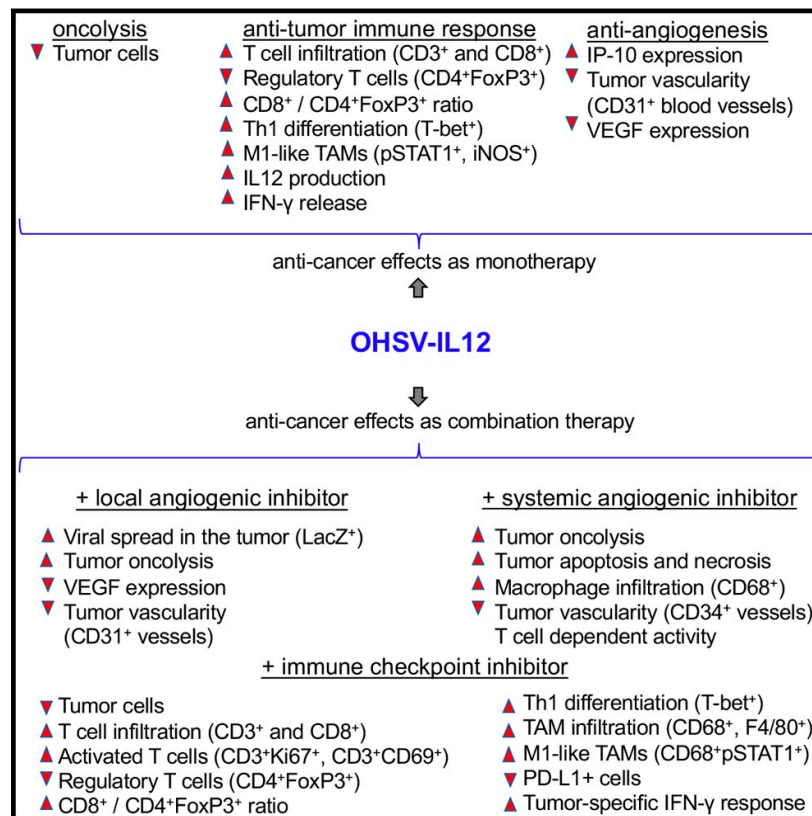 oncolysis
▼ Tumor cells
anti-tumor immune response
▲ T cell infiltration (CD3⁺ and CD8⁺)
▼ Regulatory T cells (CD4⁺FoxP3⁺)
▲ CD8⁺ / CD4⁺FoxP3⁺ ratio
▲ Th1 differentiation (T-bet⁺)
▲ M1-like TAMs (pSTAT1⁺, iNOS⁺)
▲ IL12 production
▲ IFN-γ release
anti-angiogenesis
▲ IP-10 expression
▼ Tumor vascularity
(CD31⁺ blood vessels)
▼ VEGF expression
anti-cancer effects as monotherapy
OHSV-IL12
anti-cancer effects as combination therapy
+ local angiogenic inhibitor
▲ Viral spread in the tumor (LacZ⁺)
▲ Tumor oncolysis
▼ VEGF expression
▼ Tumor vascularity
(CD31⁺ vessels)
+ systemic angiogenic inhibitor
▲ Tumor oncolysis
▲ Tumor apoptosis and necrosis
▲ Macrophage infiltration (CD68⁺)
▼ Tumor vascularity (CD34⁺ vessels)
T cell dependent activity
+ immune checkpoint inhibitor
▼ Tumor cells
▲ T cell infiltration (CD3⁺ and CD8⁺)
▲ Activated T cells (CD3⁺Ki67⁺, CD3⁺CD69⁺)
▼ Regulatory T cells (CD4⁺FoxP3⁺)
▲ CD8⁺ / CD4⁺FoxP3⁺ ratio
▲ Th1 differentiation (T-bet⁺)
▲ TAM infiltration (CD68⁺, F4/80⁺)
▲ M1-like TAMs (CD68⁺pSTAT1⁺)
▼ PD-L1+ cells
▲ Tumor-specific IFN-γ response